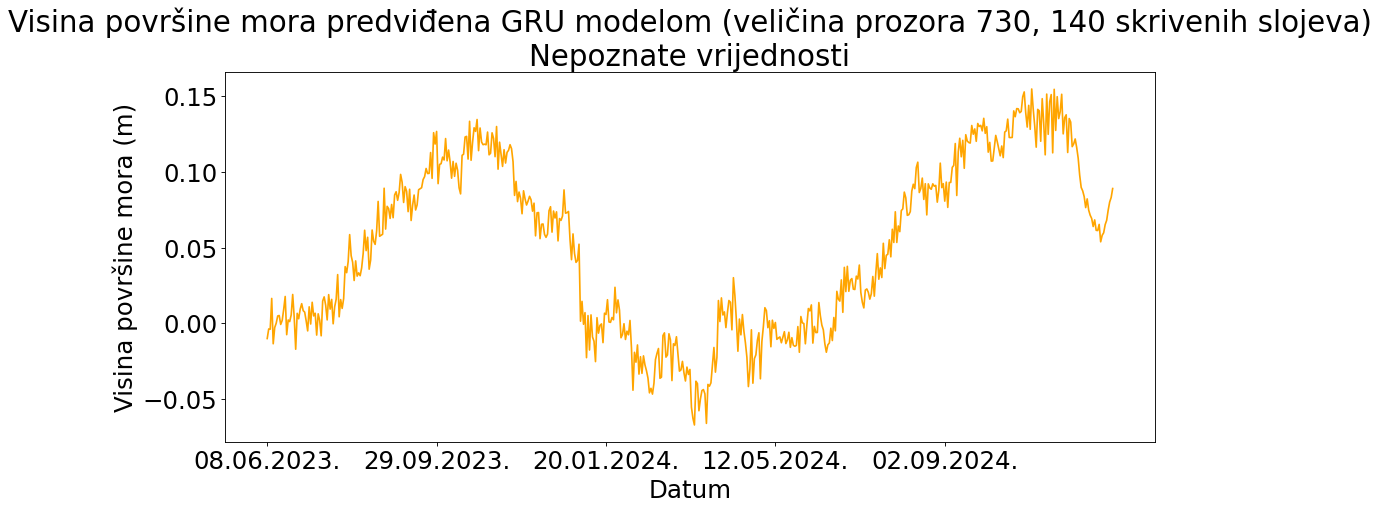 Visina površine mora predviđena GRU modelom (veličina prozora 730, 140 skrivenih slojeva)
Nepoznate vrijednosti
Visina površine mora (m)
0.15
0.10
0.05
0.00
−0.05
08.06.2023. 29.09.2023. 20.01.2024. 12.05.2024. 02.09.2024.
Datum